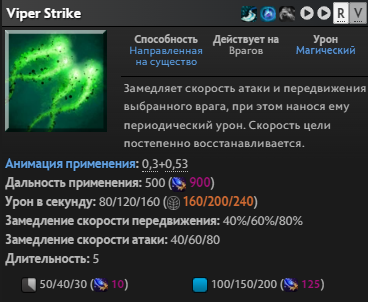 Viper Strike
R V
Способность Действует на Урон
Направленная Врагов Магический
на существо
Замедляет скорость атаки и передвижения
выбранного врага, при этом нанося ему
периодический урон. Скорость цели
постепенно восстанавливается.
Анимация применения: 0,3+0,53
Дальность применения: 500 (900)
Урон в секунду: 80/120/160 (160/200/240)
Замедление скорости передвижения: 40%/60%/80%
Замедление скорости атаки: 40/60/80
Длительность: 5
50/40/30 (10) 100/150/200 (125)